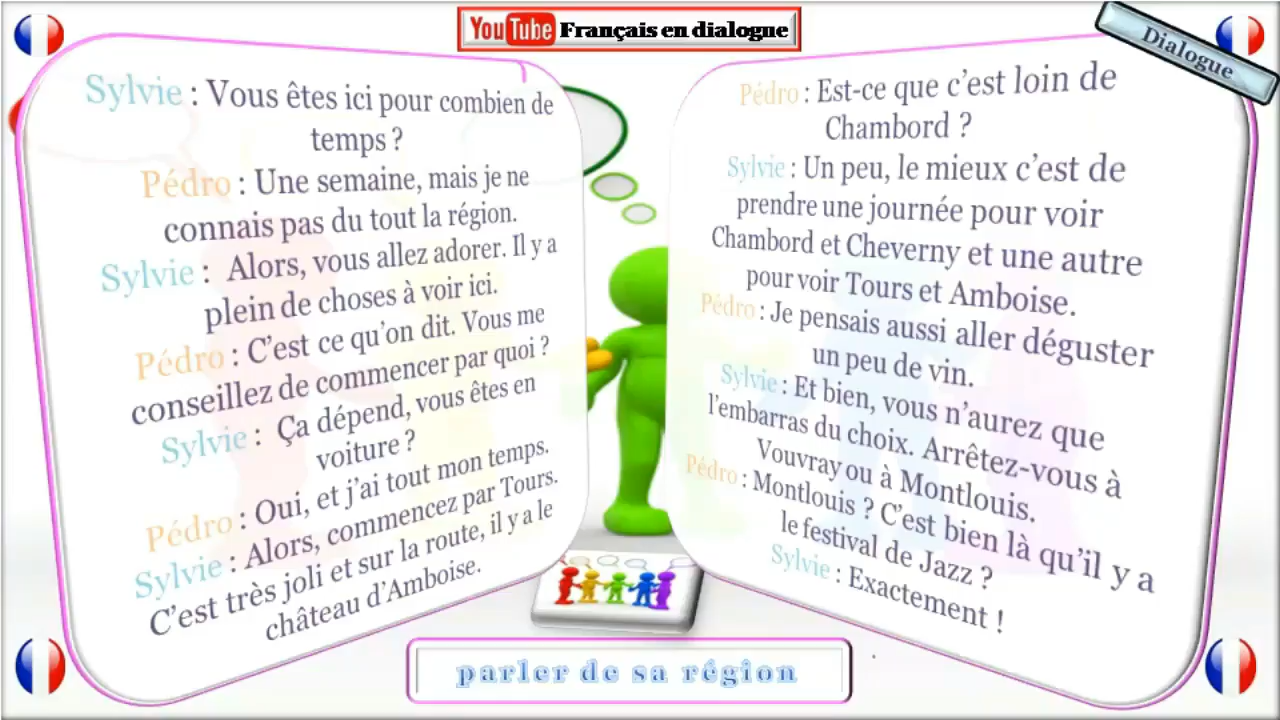 YouTube Français en dialogue
Dialogue
Sylvie : Vous êtes ici pour combien de
temps ?
Pédro : Une semaine, mais je ne
connais pas du tout la région.
Sylvie : Alors, vous allez adorer. Il y a
plein de choses à voir ici.
Pédro : C'est ce qu'on dit. Vous me
conseillez de commencer par quoi ?
Sylvie : Ça dépend, vous êtes en
voiture ?
Pédro : Oui, et j'ai tout mon temps.
Sylvie : Alors, commencez par Tours.
C'est très joli et sur la route, il y a le
château d'Amboise.
Pédro : Est-ce que c'est loin de
Chambord ?
Sylvie : Un peu, le mieux c'est de
prendre une journée pour voir
Chambord et Cheverny et une autre
pour voir Tours et Amboise.
Pédro : Je pensais aussi aller déguster
un peu de vin.
Sylvie : Et bien, vous n'aurez que
l'embarras du choix. Arrêtez-vous à
Vouvray ou à Montlouis.
Pédro : Montlouis ? C'est bien là qu'il y a
le festival de Jazz ?
Sylvie : Exactement !
parler de sa région